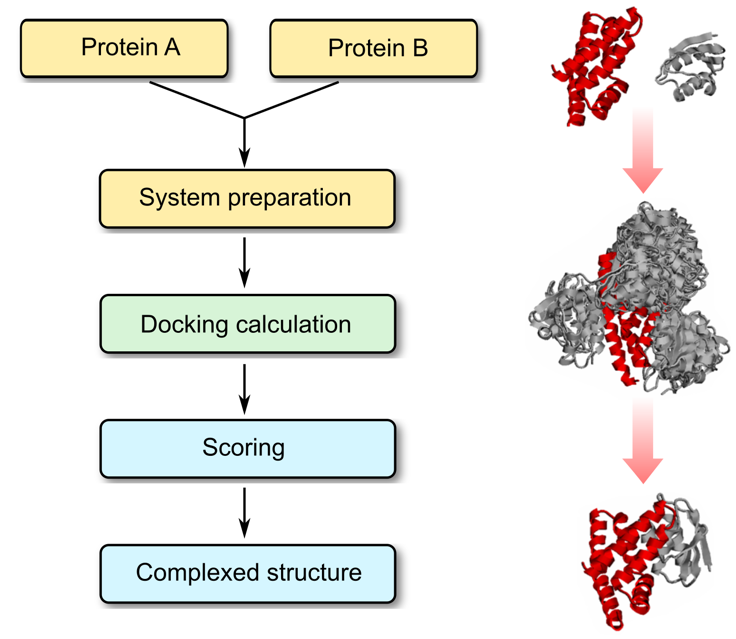 Protein A
Protein B
System preparation
Docking calculation
Scoring
Complexed structure